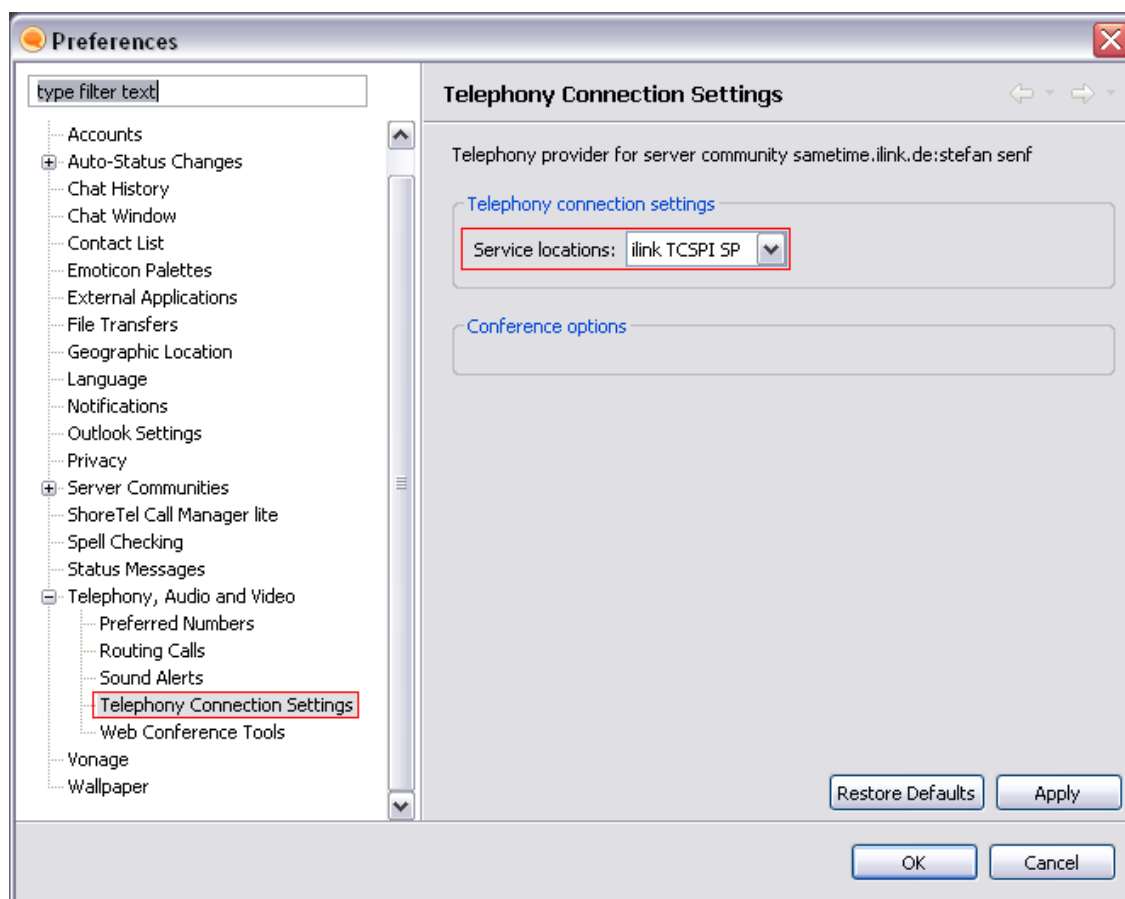 Preferences
type filter text
Accounts
Auto-Status Changes
Chat History
Chat Window
Contact List
Emoticon Palettes
External Applications
File Transfers
Geographic Location
Language
Notifications
Outlook Settings
Privacy
Server Communities
ShoreTel Call Manager lite
Spell Checking
Status Messages
Telephony, Audio and Video
Preferred Numbers
Routing Calls
Sound Alerts
Telephony Connection Settings
Web Conference Tools
Vonage
Wallpaper
Telephony Connection Settings
Telephony provider for server community sametime.ilink.de:stefan senf
Telephony connection settings
Service locations: ilink TCSPI SP
Conference options
Restore Defaults Apply
OK Cancel